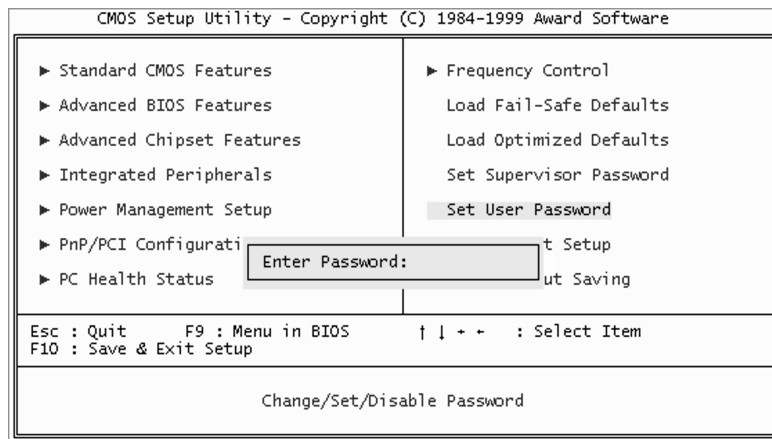 CMOS Setup Utility - Copyright (C) 1984-1999 Award Software
▶ Standard CMOS Features
▶ Advanced BIOS Features
▶ Advanced Chipset Features
▶ Integrated Peripherals
▶ Power Management Setup
▶ PnP/PCI Configurati
▶ PC Health Status
▶ Frequency Control
Load Fail-Safe Defaults
Load Optimized Defaults
Set Supervisor Password
Set User Password
t Setup
ut Saving
Enter Password:
Esc : Quit F9 : Menu in BIOS ↑ ↓ ← ← : Select Item
F10 : Save & Exit Setup
Change/Set/Disable Password